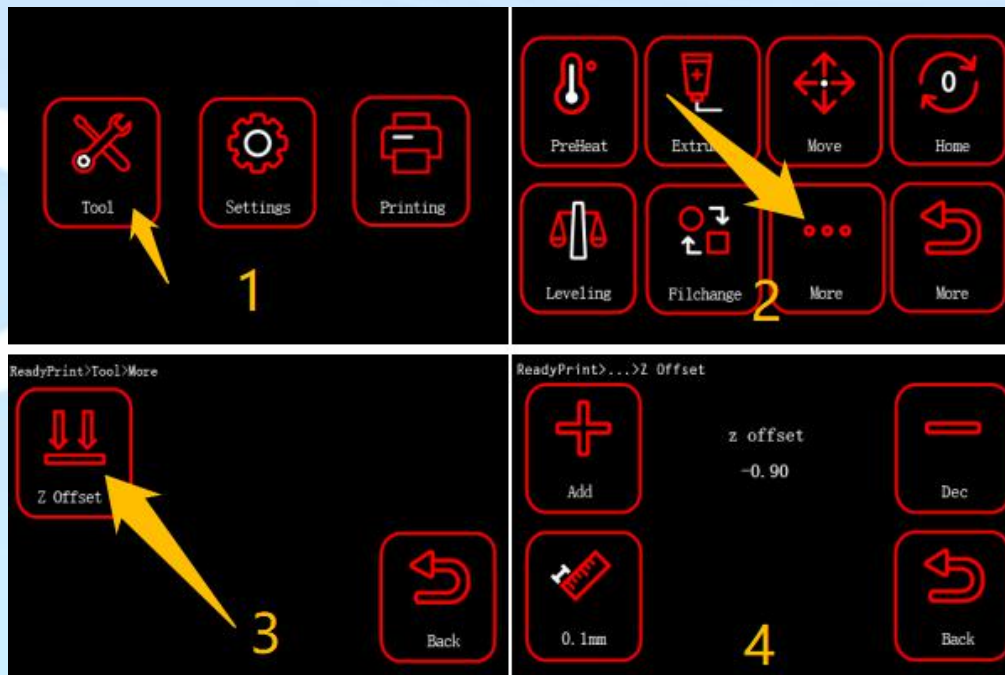 Tool
Settings
Printing
1
PreHeat
Move
0
Home
Leveling
Filchange
More
More
2
ReadyPrint>Tool>More
Z Offset
Back
3
ReadyPrint>...>Z Offset
Add
z offset
-0.90
Dec
0.1mm
Back
4